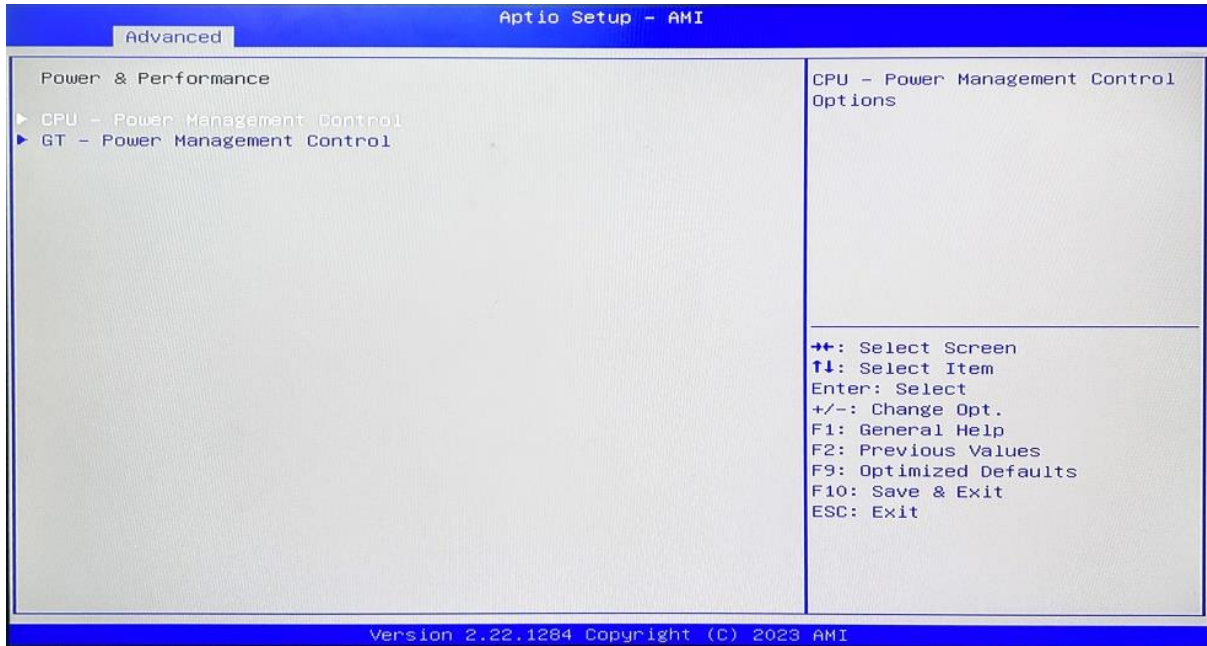 Aptio Setup – AMI
Advanced
Power & Performance
► CPU – Power Management Control
► GT – Power Management Control
CPU – Power Management Control
Options
→←: Select Screen
↑↓: Select Item
Enter: Select
+/-: Change Opt.
F1: General Help
F2: Previous Values
F9: Optimized Defaults
F10: Save & Exit
ESC: Exit
Version 2.22.1284 Copyright (C) 2023 AMI